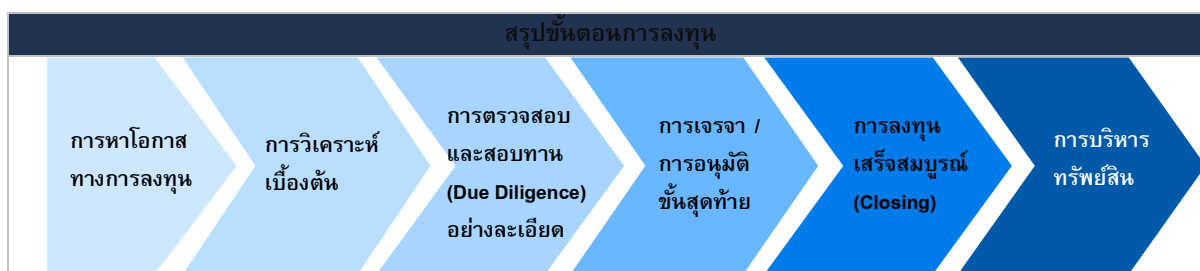 สรุปขั้นตอนการลงทุน
การหาโอกาส
ทางการลงทุน
การวิเคราะห์
เบื้องต้น
การตรวจสอบ
และสอบทาน
(Due Diligence)
อย่างละเอียด
การเจรจา /
การอนุมัติ
ขั้นสุดท้าย
การลงทุน
เสร็จสมบูรณ์
(Closing)
การบริหาร
ทรัพย์สิน